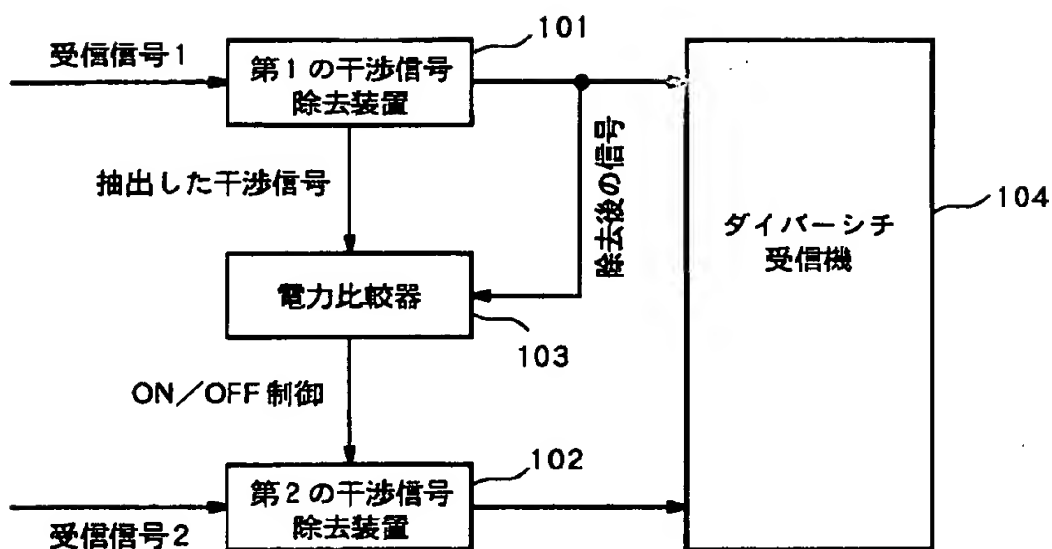 受信信号1
第1の干渉信号
除去装置
101
抽出した干渉信号
除去後の信号
ダイバーシチ
受信機
104
電力比較器
103
ON／OFF制御
受信信号2
第2の干渉信号
除去装置
102